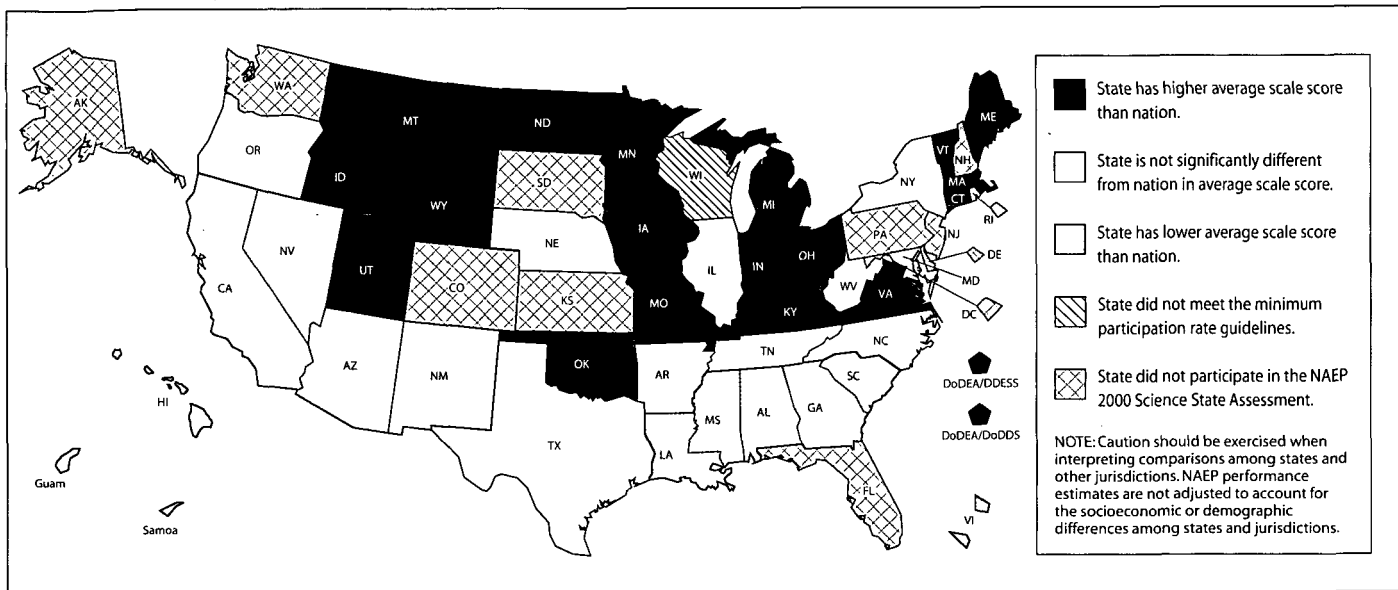 AK
WA
OR
CA
NV
ID
MT
WY
UT
AZ
CO
NM
ND
SD
NE
KS
OK
TX
MN
IA
MO
AR
LA
WI
IL
MI
IN
OH
KY
TN
MS
AL
GA
FL
SC
NC
VA
WV
PA
NY
VT
NH
ME
MA
CT
RI
NJ
DE
MD
DC
HI
Guam
Samoa
VI
DoDEA/DDESS
DoDEA/DoDDS
State has higher average scale score
than nation.
State is not significantly different
from nation in average scale score.
State has lower average scale score
than nation.
State did not meet the minimum
participation rate guidelines.
State did not participate in the NAEP
2000 Science State Assessment.
NOTE: Caution should be exercised when
interpreting comparisons among states and
other jurisdictions. NAEP performance
estimates are not adjusted to account for
the socioeconomic or demographic
differences among states and jurisdictions.